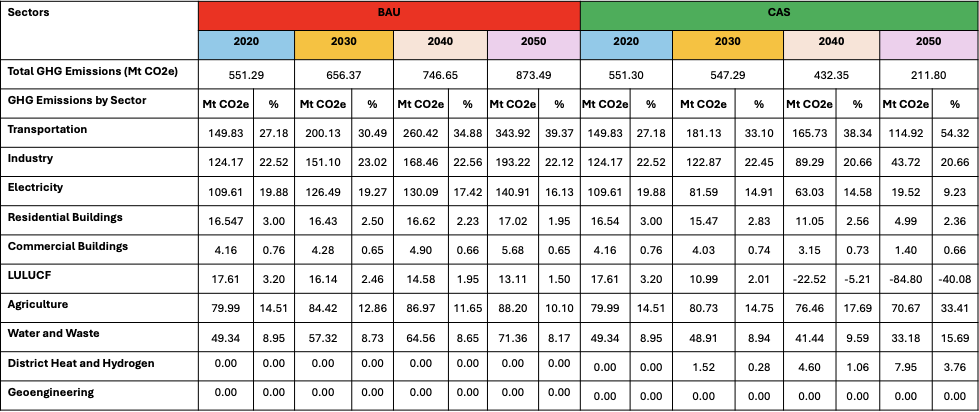 Sectors BAU CAS
2020 2030 2040 2050 2020 2030 2040 2050
Total GHG Emissions (Mt CO2e) 551.29 656.37 746.65 873.49 551.30 547.29 432.35 211.80
GHG Emissions by Sector Mt CO2e % Mt CO2e % Mt CO2e % Mt CO2e % Mt CO2e % Mt CO2e % Mt CO2e % Mt CO2e %
Transportation 149.83 27.18 200.13 30.49 260.42 34.88 343.92 39.37 149.83 27.18 181.13 33.10 165.73 38.34 114.92 54.32
Industry 124.17 22.52 151.10 23.02 168.46 22.56 193.22 22.12 124.17 22.52 122.87 22.45 89.29 20.66 43.72 20.66
Electricity 109.61 19.88 126.49 19.27 130.09 17.42 140.91 16.13 109.61 19.88 81.59 14.91 63.03 14.58 19.52 9.23
Residential Buildings 16.547 3.00 16.43 2.50 16.62 2.23 17.02 1.95 16.54 3.00 15.47 2.83 11.05 2.56 4.99 2.36
Commercial Buildings 4.16 0.76 4.28 0.65 4.90 0.66 5.68 0.65 4.16 0.76 4.03 0.74 3.15 0.73 1.40 0.66
LULUCF 17.61 3.20 16.14 2.46 14.58 1.95 13.11 1.50 17.61 3.20 10.99 2.01 -22.52 -5.21 -84.80 -40.08
Agriculture 79.99 14.51 84.42 12.86 86.97 11.65 88.20 10.10 79.99 14.51 80.73 14.75 76.46 17.69 70.67 33.41
Water and Waste 49.34 8.95 57.32 8.73 64.56 8.65 71.36 8.17 49.34 8.95 48.91 8.94 41.44 9.59 33.18 15.69
District Heat and Hydrogen 0.00 0.00 0.00 0.00 0.00 0.00 0.00 0.00 0.00 0.00 1.52 0.28 4.60 1.06 7.95 3.76
Geoengineering 0.00 0.00 0.00 0.00 0.00 0.00 0.00 0.00 0.00 0.00 0.00 0.00 0.00 0.00 0.00 0.00